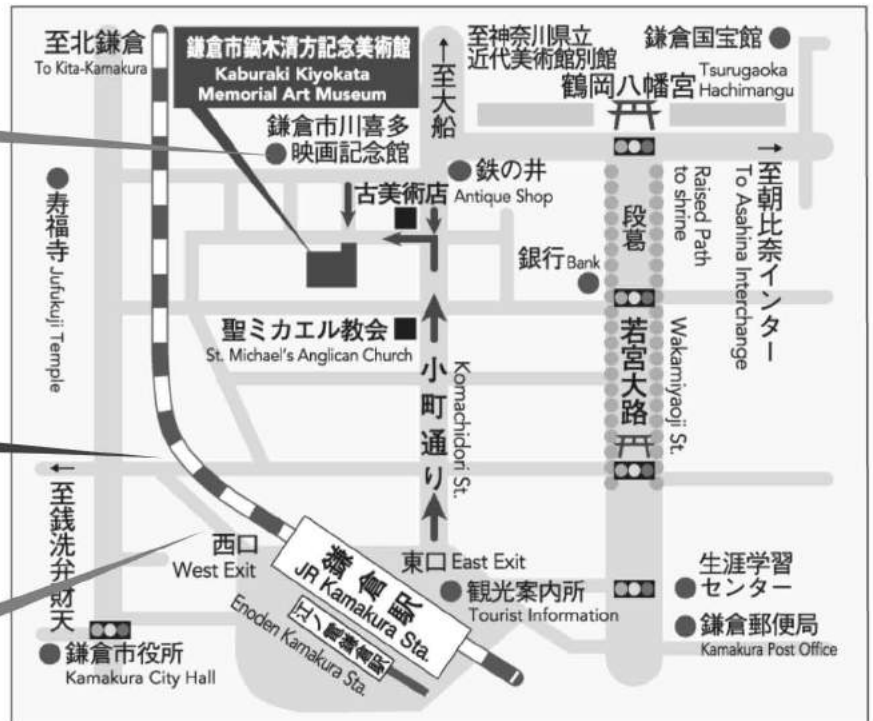 至北鎌倉
To Kita-Kamakura
鎌倉市鏑木清方記念美術館
Kaburaki Kiyokata
Memorial Art Museum
↑至大船
至神奈川県立
近代美術館別館
鎌倉国宝館
鶴岡八幡宮
Tsurugaoka
Hachimangu
鎌倉市川喜多
映画記念館
鉄の井
古美術店
Antique Shop
寿福寺 Jufukuji Temple
銀行 Bank
段葛
Raised Path
to shrine
→至朝比奈インター
To Asahina Interchange
聖ミカエル教会
St. Michael's Anglican Church
小町通り
Komachidori St.
若宮大路
Wakamiyaoji St.
←至銭洗弁財天
西口
West Exit
鎌倉駅
JR Kamakura Sta.
江ノ電鎌倉駅
Enoden Kamakura Sta.
東口 East Exit
観光案内所
Tourist Information
生涯学習
センター
鎌倉郵便局
Kamakura Post Office
鎌倉市役所
Kamakura City Hall